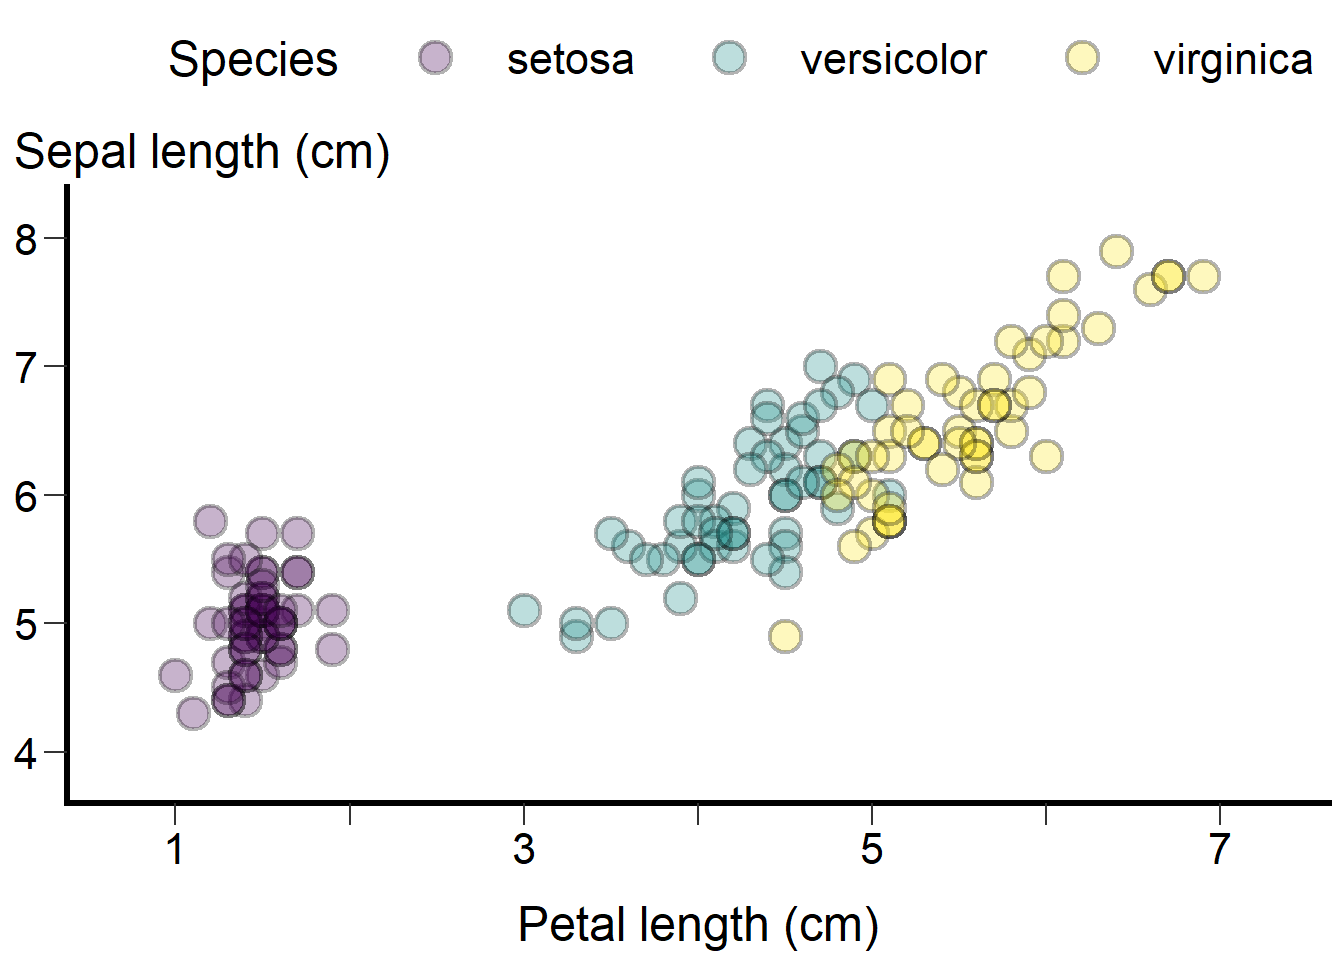 Species setosa versicolor virginica
Sepal length (cm)
8
7
6
5
4
1 3 5 7
Petal length (cm)